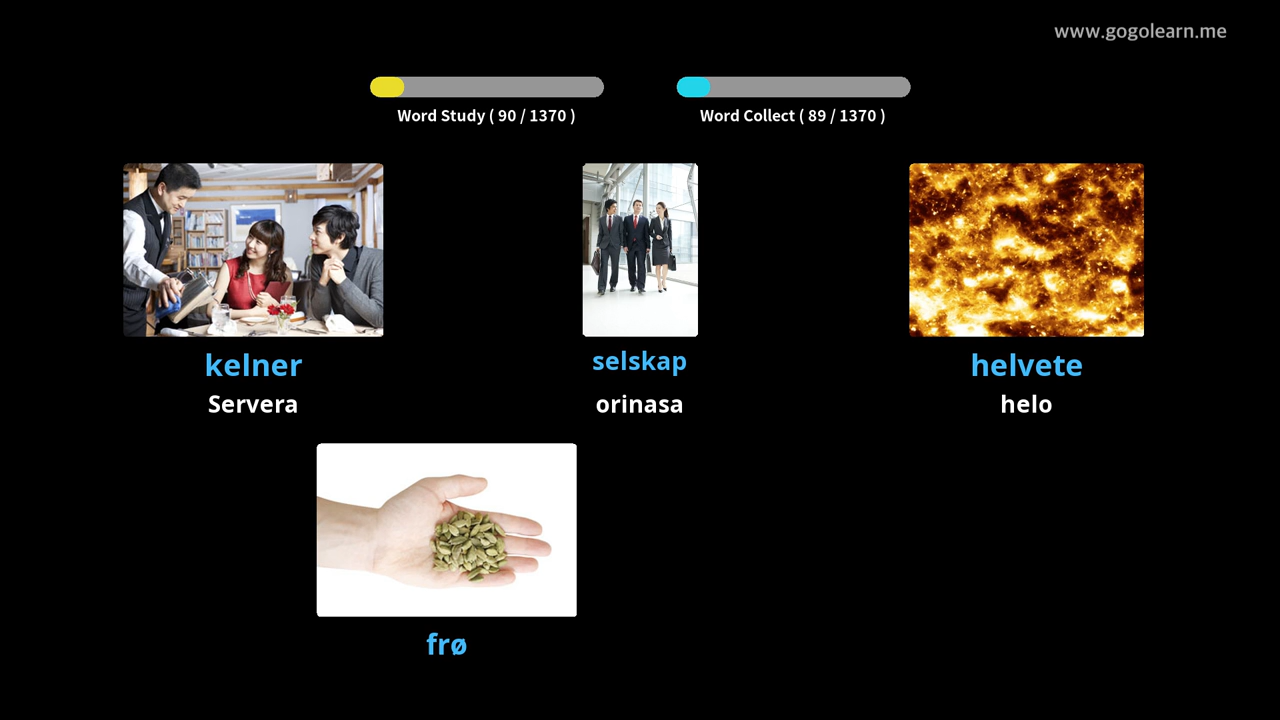 www.gogolearn.me
Word Study ( 90 / 1370 )
Word Collect ( 89 / 1370 )
kelner
Servera
selskap
orinasa
helvete
helo
frø